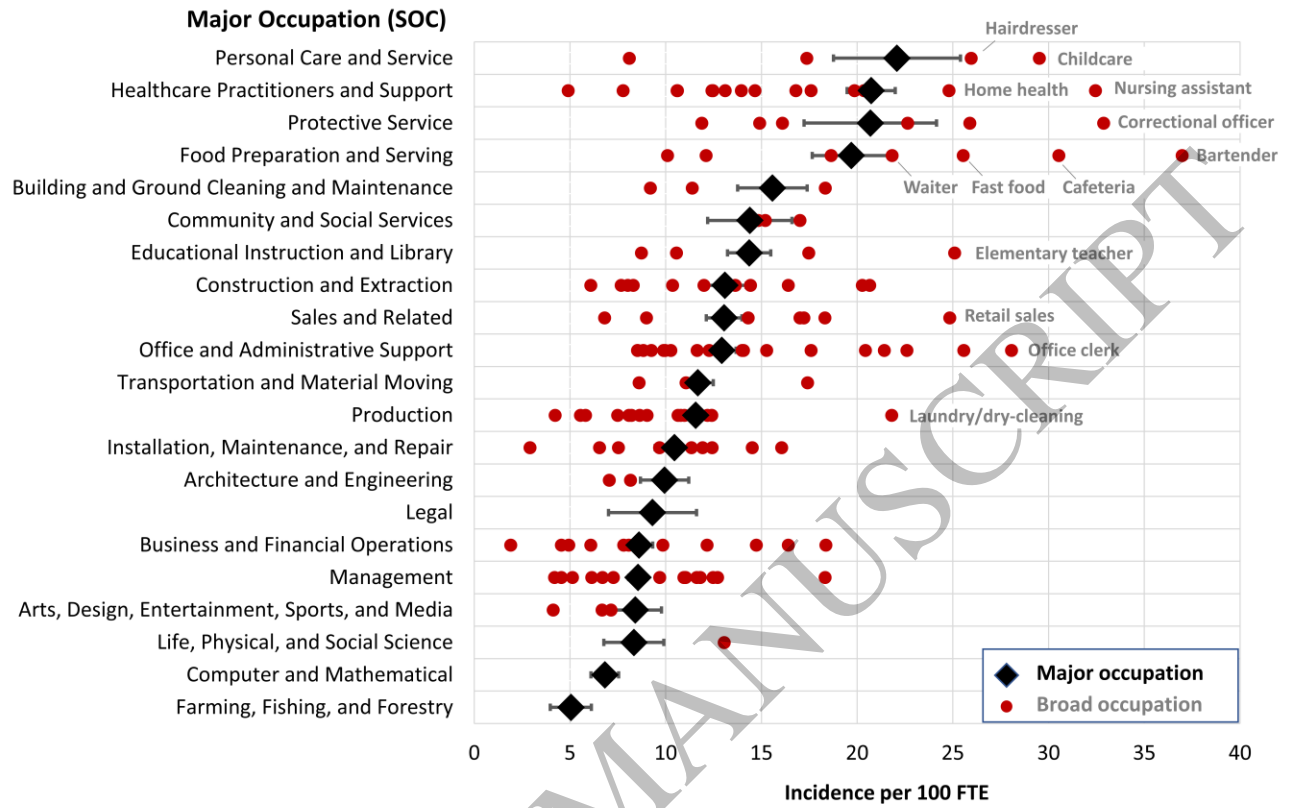 Major Occupation (SOC)
Hairdresser
Personal Care and Service
Childcare
Healthcare Practitioners and Support
Home health
Nursing assistant
Protective Service
Correctional officer
Food Preparation and Serving
Bartender
Building and Ground Cleaning and Maintenance
Waiter
Fast food
Cafeteria
Community and Social Services
Educational Instruction and Library
Elementary teacher
Construction and Extraction
Sales and Related
Retail sales
Office and Administrative Support
Office clerk
Transportation and Material Moving
Production
Laundry/dry-cleaning
Installation, Maintenance, and Repair
Architecture and Engineering
Legal
Business and Financial Operations
Management
Arts, Design, Entertainment, Sports, and Media
Life, Physical, and Social Science
Computer and Mathematical
Farming, Fishing, and Forestry
Major occupation
Broad occupation
0 5 10 15 20 25 30 35 40
Incidence per 100 FTE
MANUSCRIPT